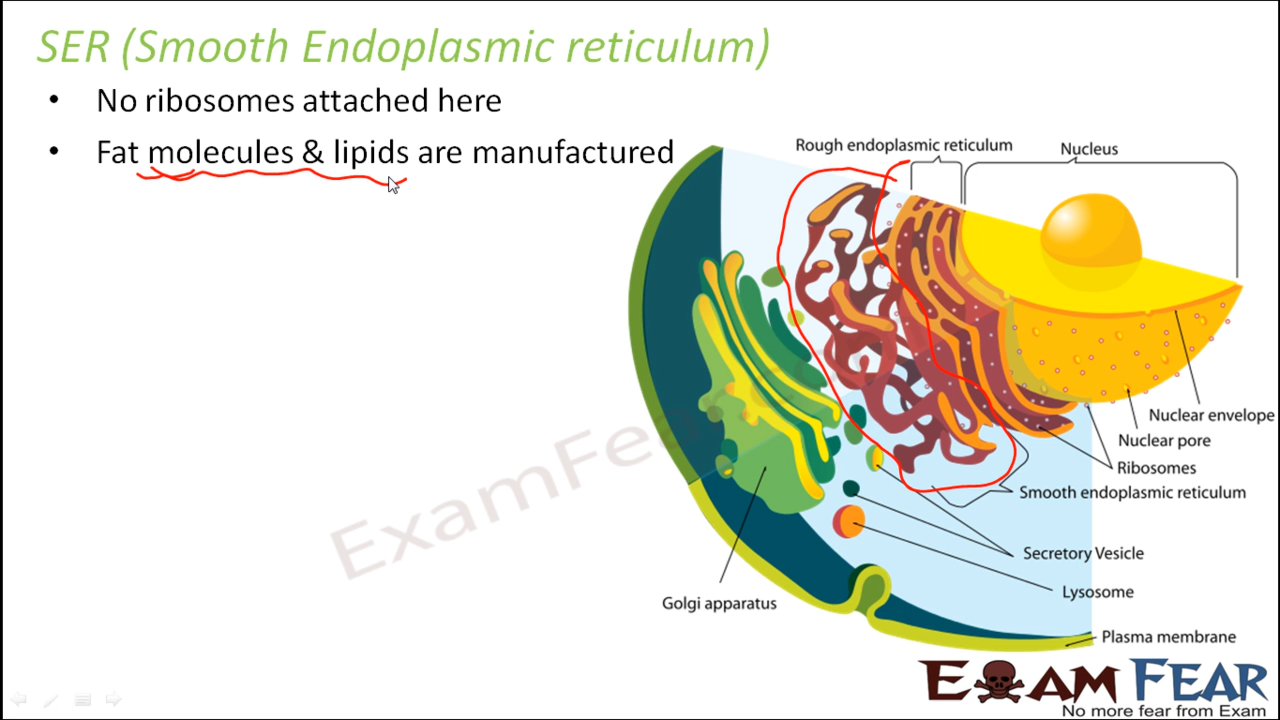 SER (Smooth Endoplasmic reticulum)
• No ribosomes attached here
• Fat molecules & lipids are manufactured
Rough endoplasmic reticulum
Nucleus
Nuclear envelope
Nuclear pore
Ribosomes
Smooth endoplasmic reticulum
Secretory Vesicle
Lysosome
Golgi apparatus
Plasma membrane
ExamFear
EXAM FEAR
No more fear from Exam